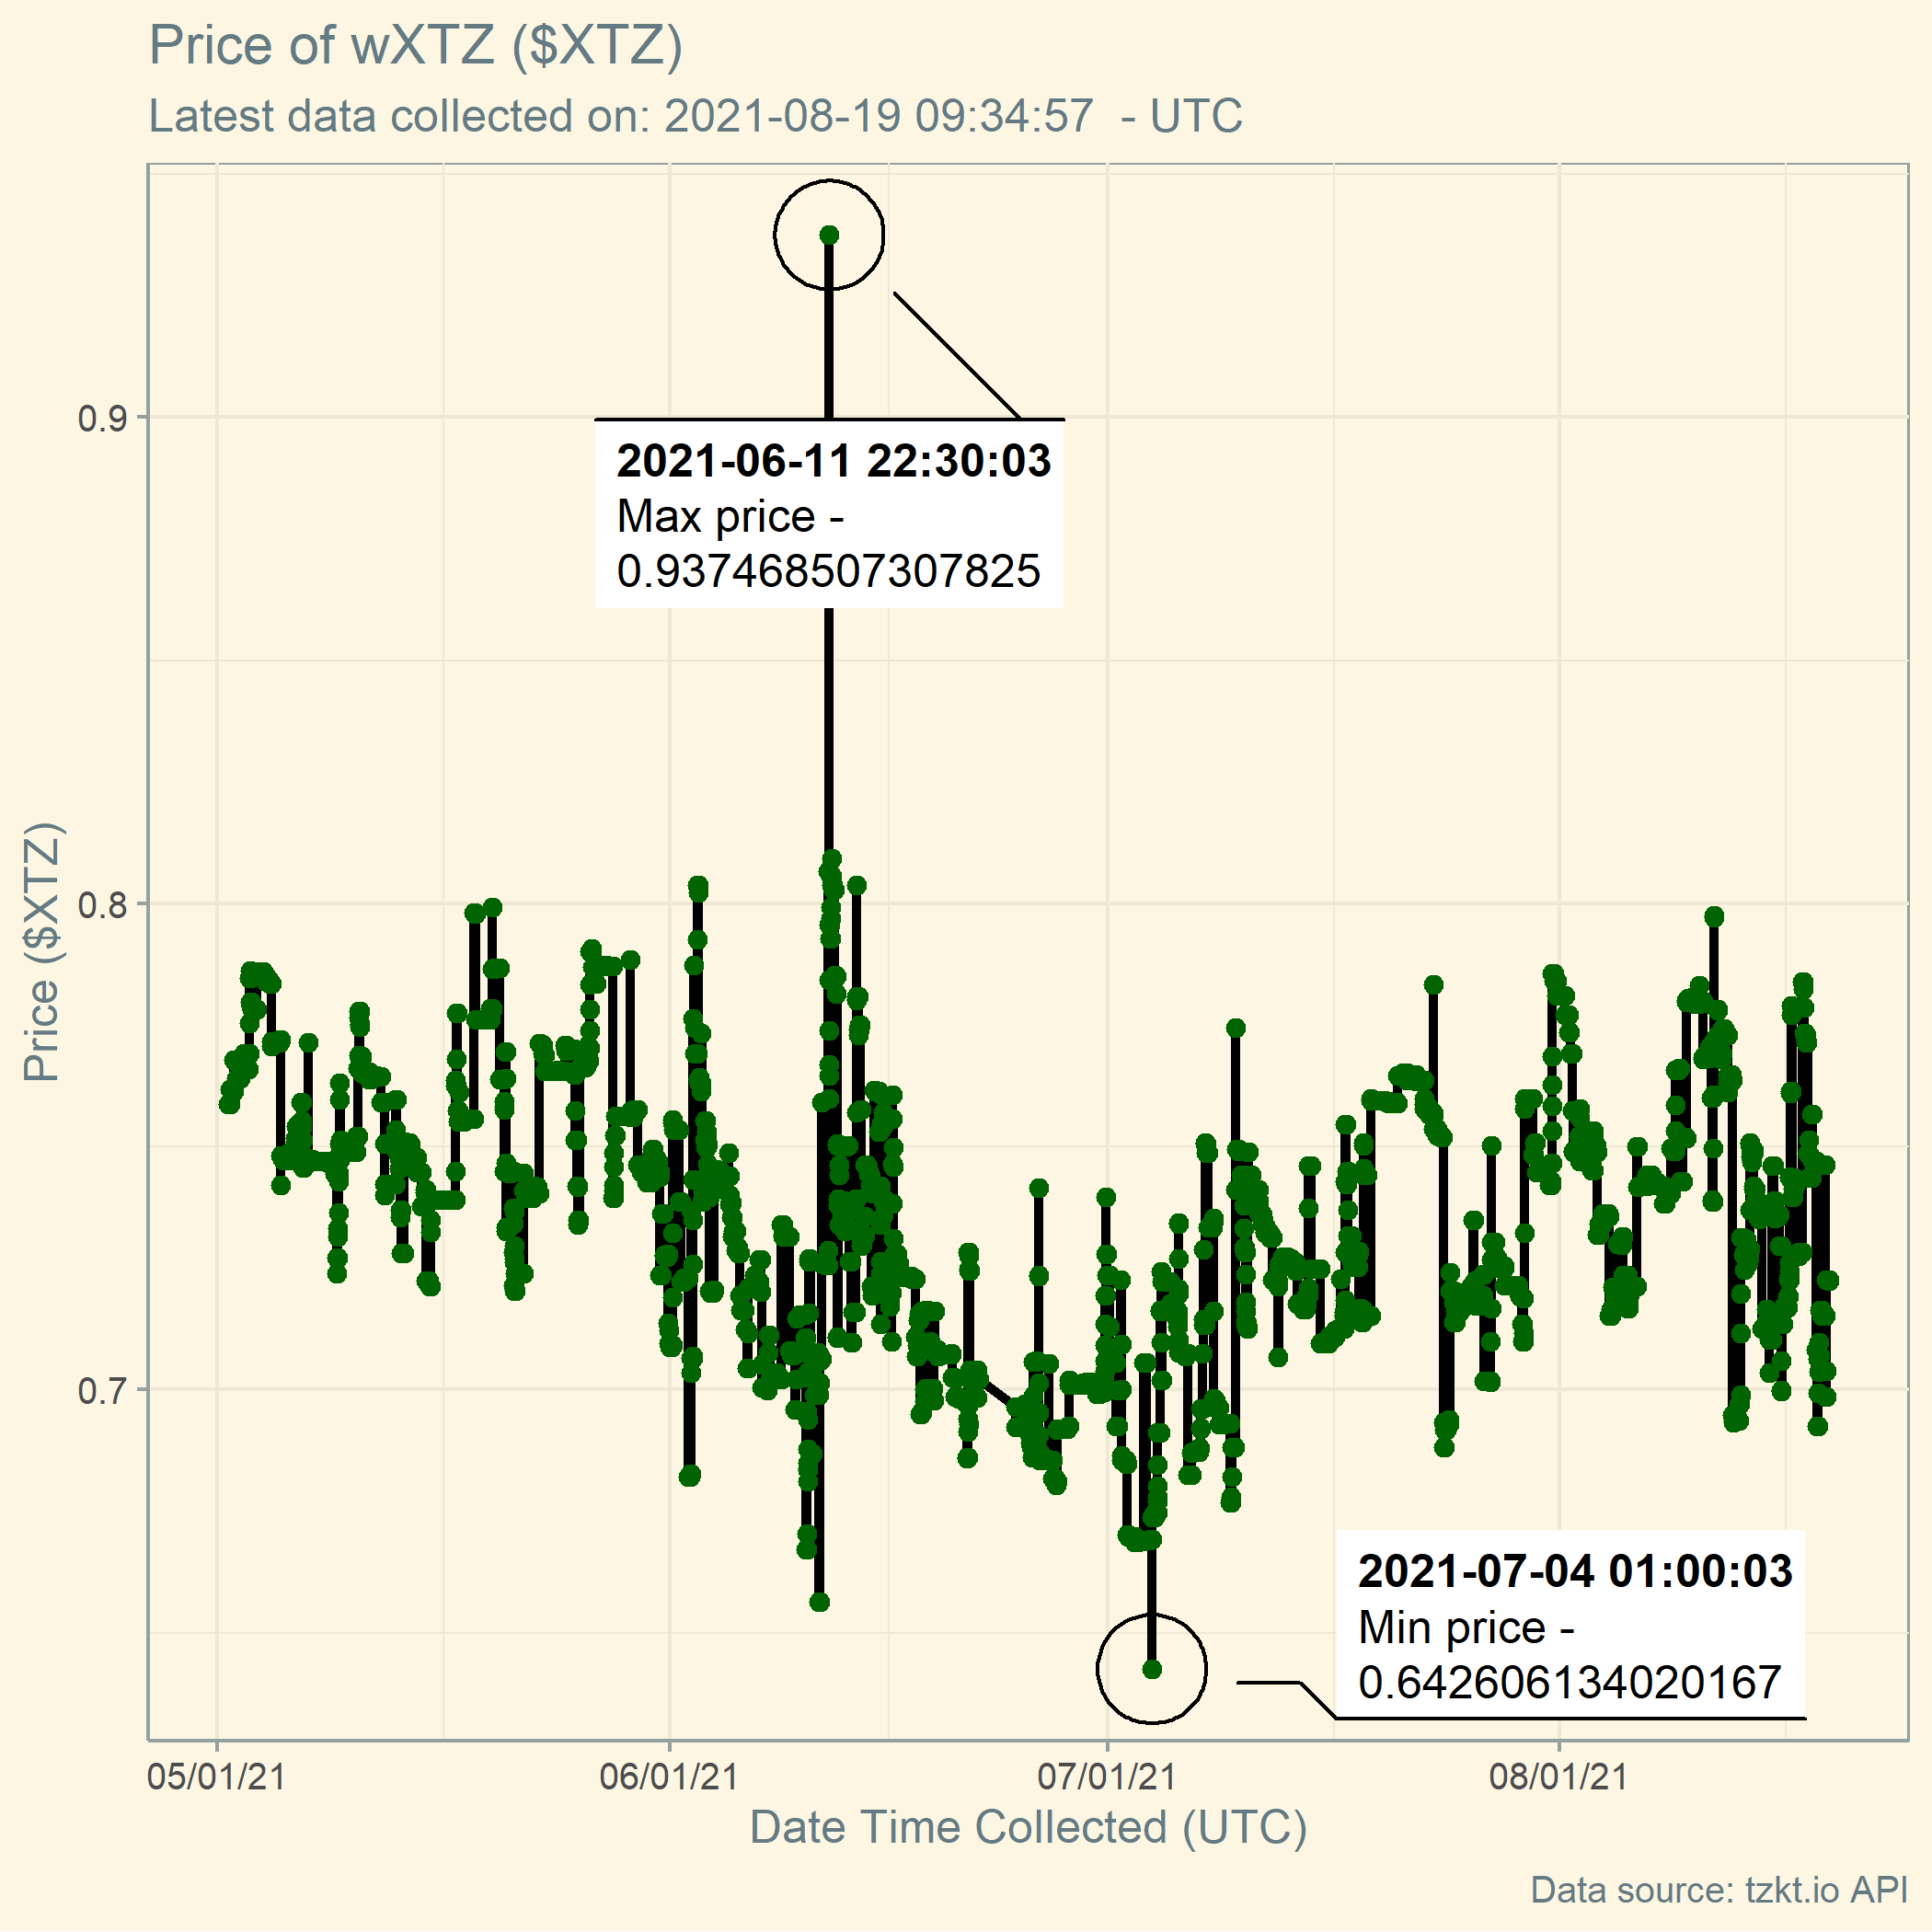 Price of wXTZ ($XTZ)
Latest data collected on: 2021-08-19 09:34:57  - UTC
2021-06-11 22:30:03
Max price -
0.937468507307825
2021-07-04 01:00:03
Min price -
0.642606134020167
Price ($XTZ)
0.9
0.8
0.7
05/01/21
06/01/21
07/01/21
08/01/21
Date Time Collected (UTC)
Data source: tzkt.io API